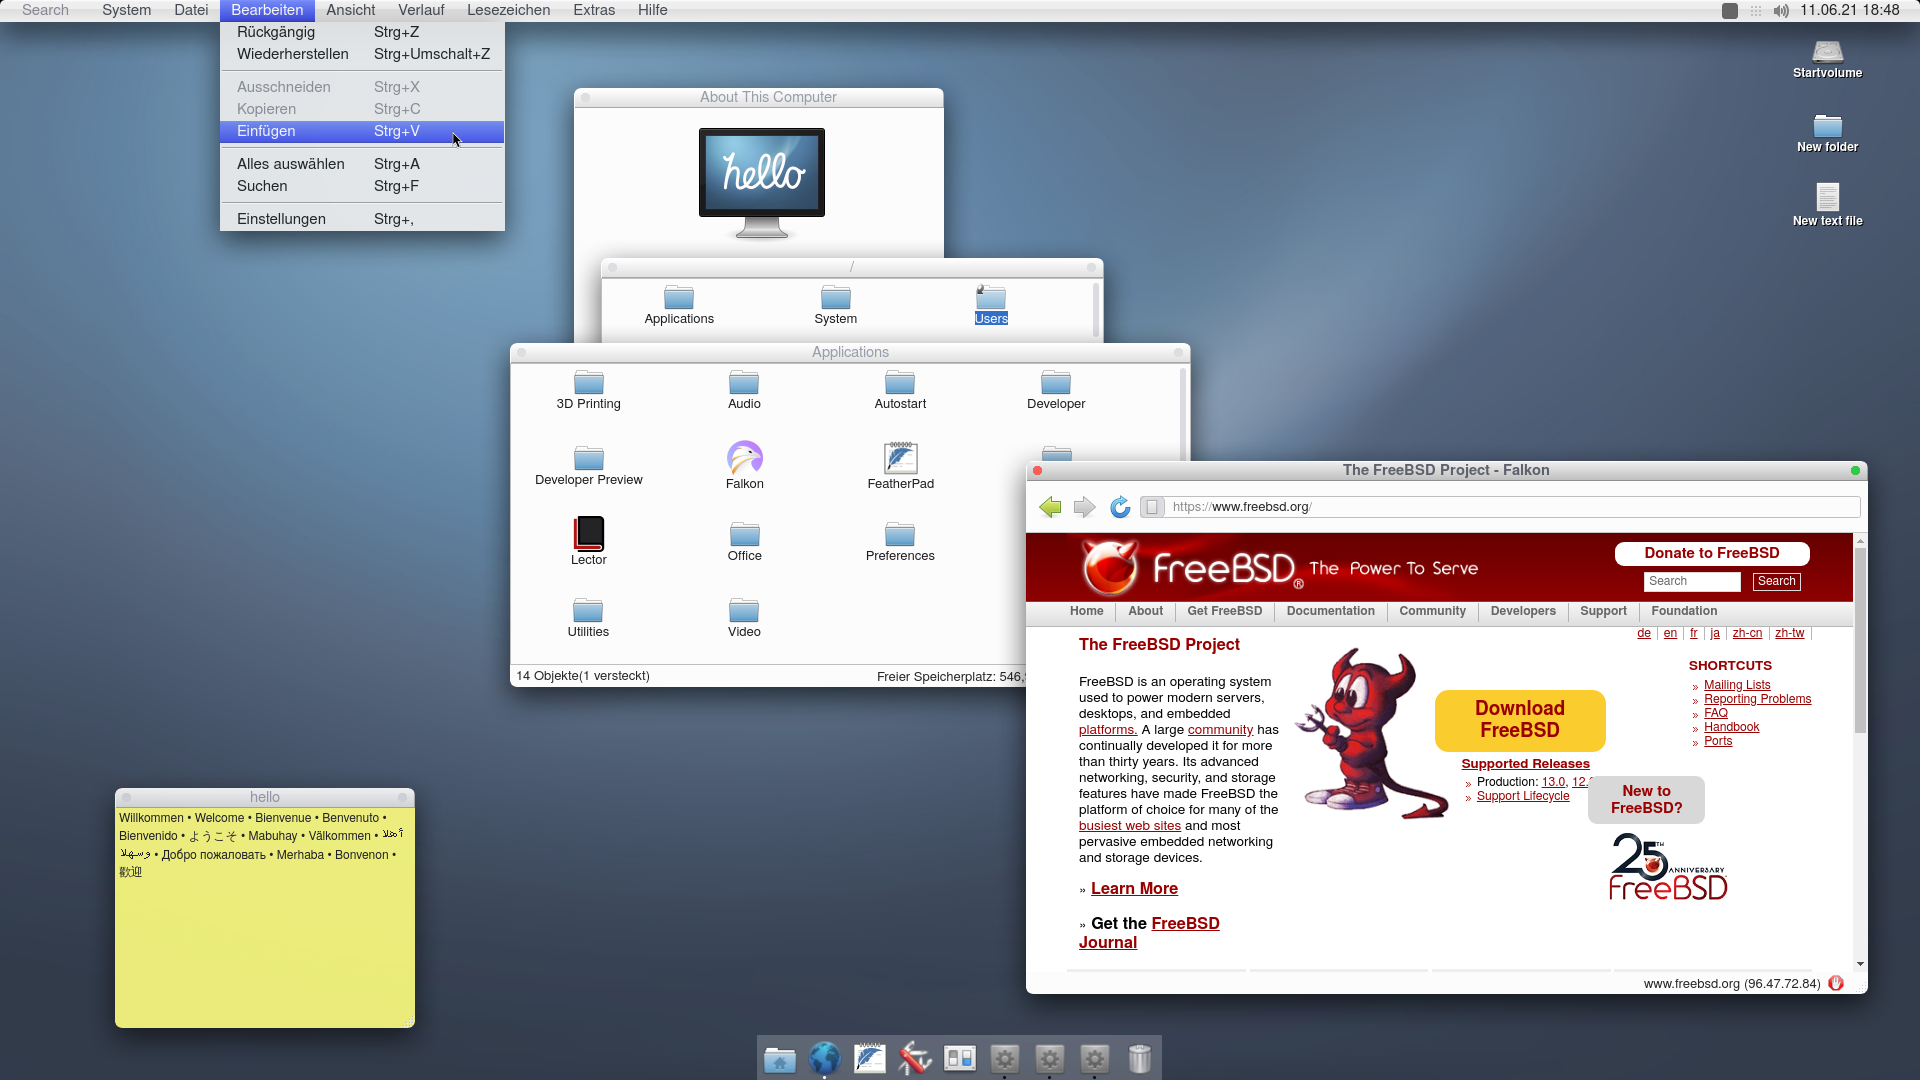 Search System Datei Bearbeiten Ansicht Verlauf Lesezeichen Extras Hilfe 11.06.21 18:48
Rückgängig Strg+Z
Wiederherstellen Strg+Umschalt+Z
Ausschneiden Strg+X
Kopieren Strg+C
Einfügen Strg+V
Alles auswählen Strg+A
Suchen Strg+F
Einstellungen Strg+,
Startvolume
New folder
New text file
About This Computer
hello
/
Applications System Users
Applications
3D Printing Audio Autostart Developer
Developer Preview Falkon FeatherPad
Lector Office Preferences
Utilities Video
14 Objekte(1 versteckt) Freier Speicherplatz: 546,
The FreeBSD Project - Falkon
https://www.freebsd.org/
FreeBSD® The Power To Serve
Donate to FreeBSD
Search Search
Home About Get FreeBSD Documentation Community Developers Support Foundation
de en fr ja zh-cn zh-tw
The FreeBSD Project
FreeBSD is an operating system
used to power modern servers,
desktops, and embedded
platforms. A large community has
continually developed it for more
than thirty years. Its advanced
networking, security, and storage
features have made FreeBSD the
platform of choice for many of the
busiest web sites and most
pervasive embedded networking
and storage devices.
» Learn More
» Get the FreeBSD
Journal
Download
FreeBSD
Supported Releases
» Production: 13.0, 12.
» Support Lifecycle
New to
FreeBSD?
25TH
ANNIVERSARY
FreeBSD
SHORTCUTS
» Mailing Lists
» Reporting Problems
» FAQ
» Handbook
» Ports
www.freebsd.org (96.47.72.84)
hello
Willkommen • Welcome • Bienvenue • Benvenuto •
Bienvenido • ようこそ • Mabuhay • Välkommen • أهلا
وسهلا • Добро пожаловать • Merhaba • Bonvenon •
歡迎